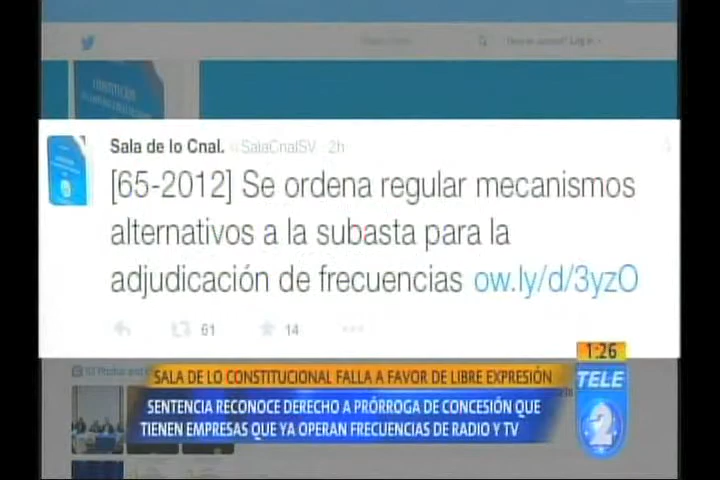 Sala de lo Cnal. @SalaCnalSV · 2h
[65-2012] Se ordena regular mecanismos
alternativos a la subasta para la
adjudicación de frecuencias ow.ly/d/3yzO
61 14
1:26
SALA DE LO CONSTITUCIONAL FALLA A FAVOR DE LIBRE EXPRESIÓN
TELE
2
SENTENCIA RECONOCE DERECHO A PRÓRROGA DE CONCESIÓN QUE
TIENEN EMPRESAS QUE YA OPERAN FRECUENCIAS DE RADIO Y TV